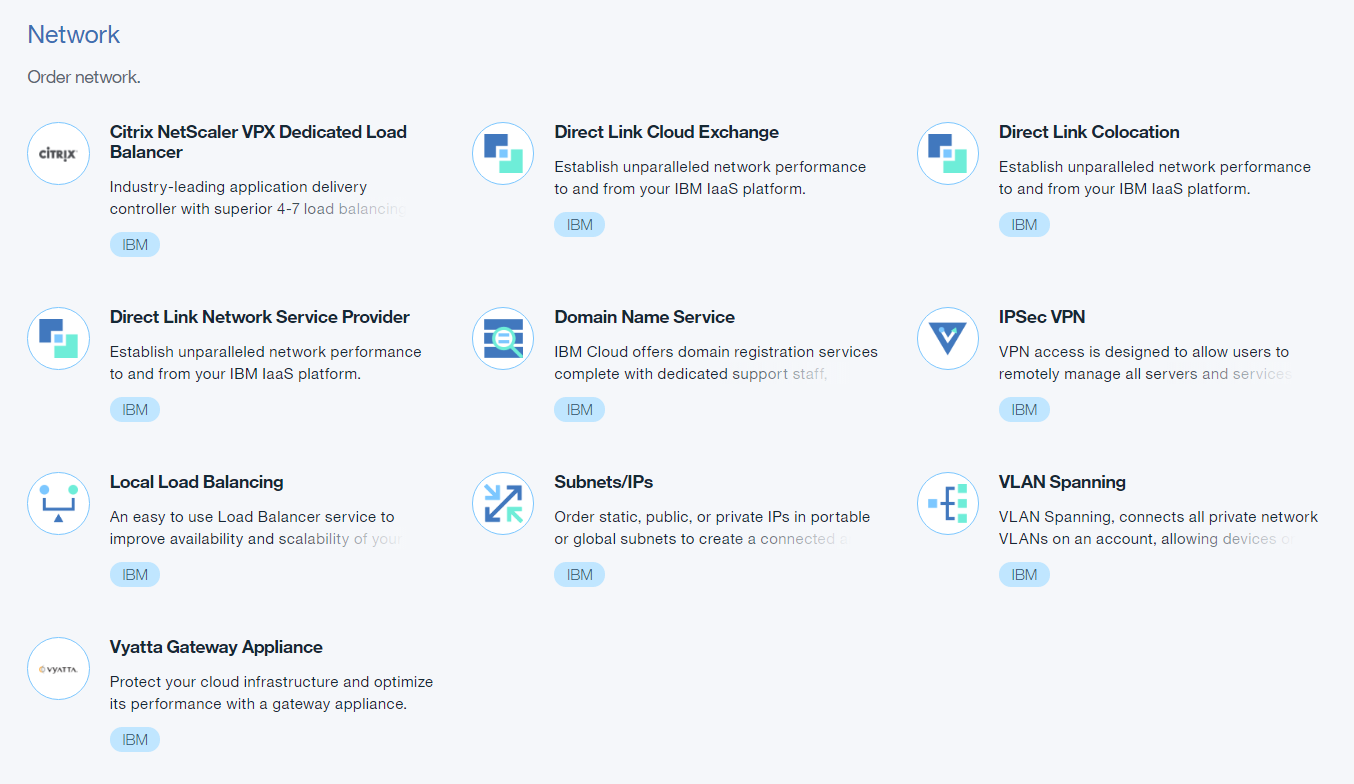 Network
Order network.
CİTRIX
Citrix NetScaler VPX Dedicated Load
Balancer
Industry-leading application delivery
controller with superior 4-7 load balancing
IBM
Direct Link Cloud Exchange
Establish unparalleled network performance
to and from your IBM IaaS platform.
IBM
Direct Link Colocation
Establish unparalleled network performance
to and from your IBM IaaS platform.
IBM
Direct Link Network Service Provider
Establish unparalleled network performance
to and from your IBM IaaS platform.
IBM
Domain Name Service
IBM Cloud offers domain registration services
complete with dedicated support staff,
IBM
IPSec VPN
VPN access is designed to allow users to
remotely manage all servers and services
IBM
Local Load Balancing
An easy to use Load Balancer service to
improve availability and scalability of your
IBM
Subnets/IPs
Order static, public, or private IPs in portable
or global subnets to create a connected a
IBM
VLAN Spanning
VLAN Spanning, connects all private network
VLANs on an account, allowing devices o
IBM
VYATTA
Vyatta Gateway Appliance
Protect your cloud infrastructure and optimize
its performance with a gateway appliance.
IBM